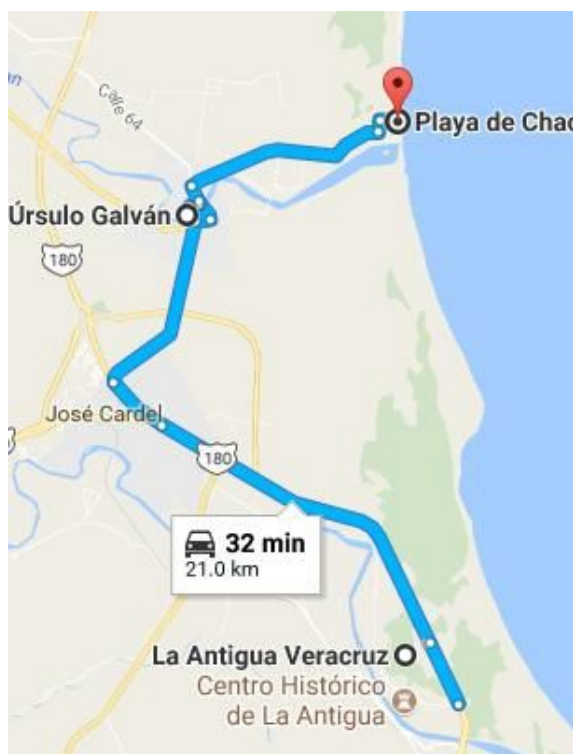 Calle 64
Playa de Chac
Úrsulo Galván
180
José Cardel
180
32 min
21.0 km
La Antigua Veracruz
Centro Histórico
de La Antigua